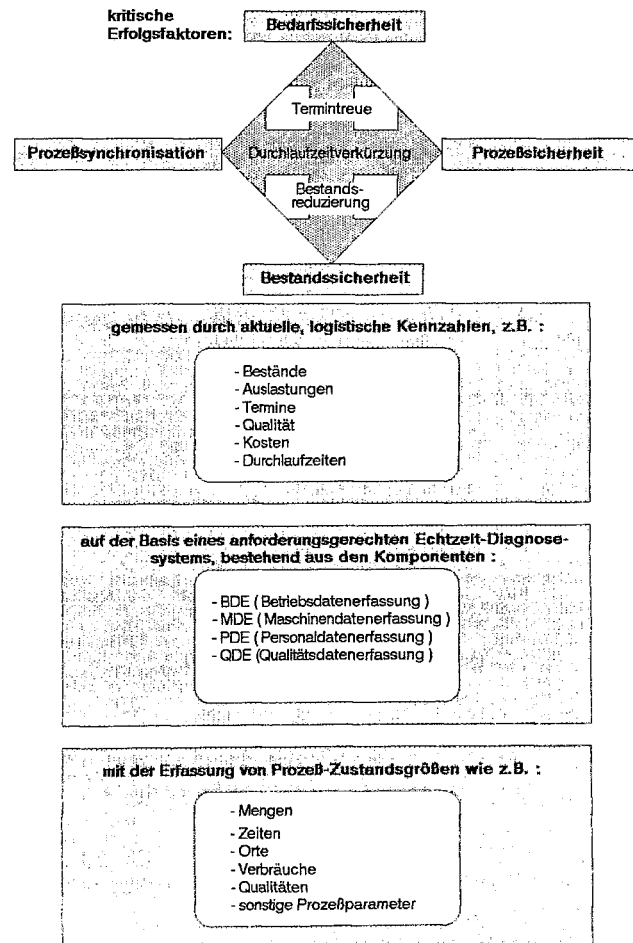 kritische
Erfolgsfaktoren:
Bedarfssicherheit
Termintreue
Prozeßsynchronisation
Durchlaufzeitverkürzung
Prozeßsicherheit
Bestands-
reduzierung
Bestandssicherheit
gemessen durch aktuelle, logistische Kennzahlen, z.B. :
- Bestände
- Auslastungen
- Termine
- Qualität
- Kosten
- Durchlaufzeiten
auf der Basis eines anforderungsgerechten Echtzeit-Diagnose-
systems, bestehend aus den Komponenten :
- BDE ( Betriebsdatenerfassung )
- MDE ( Maschinendatenerfassung )
- PDE ( Personaldatenerfassung )
- QDE (Qualitätsdatenerfassung )
mit der Erfassung von Prozeß-Zustandsgrößen wie z.B. :
- Mengen
- Zeiten
- Orte
- Verbräuche
- Qualitäten
- sonstige Prozeßparameter